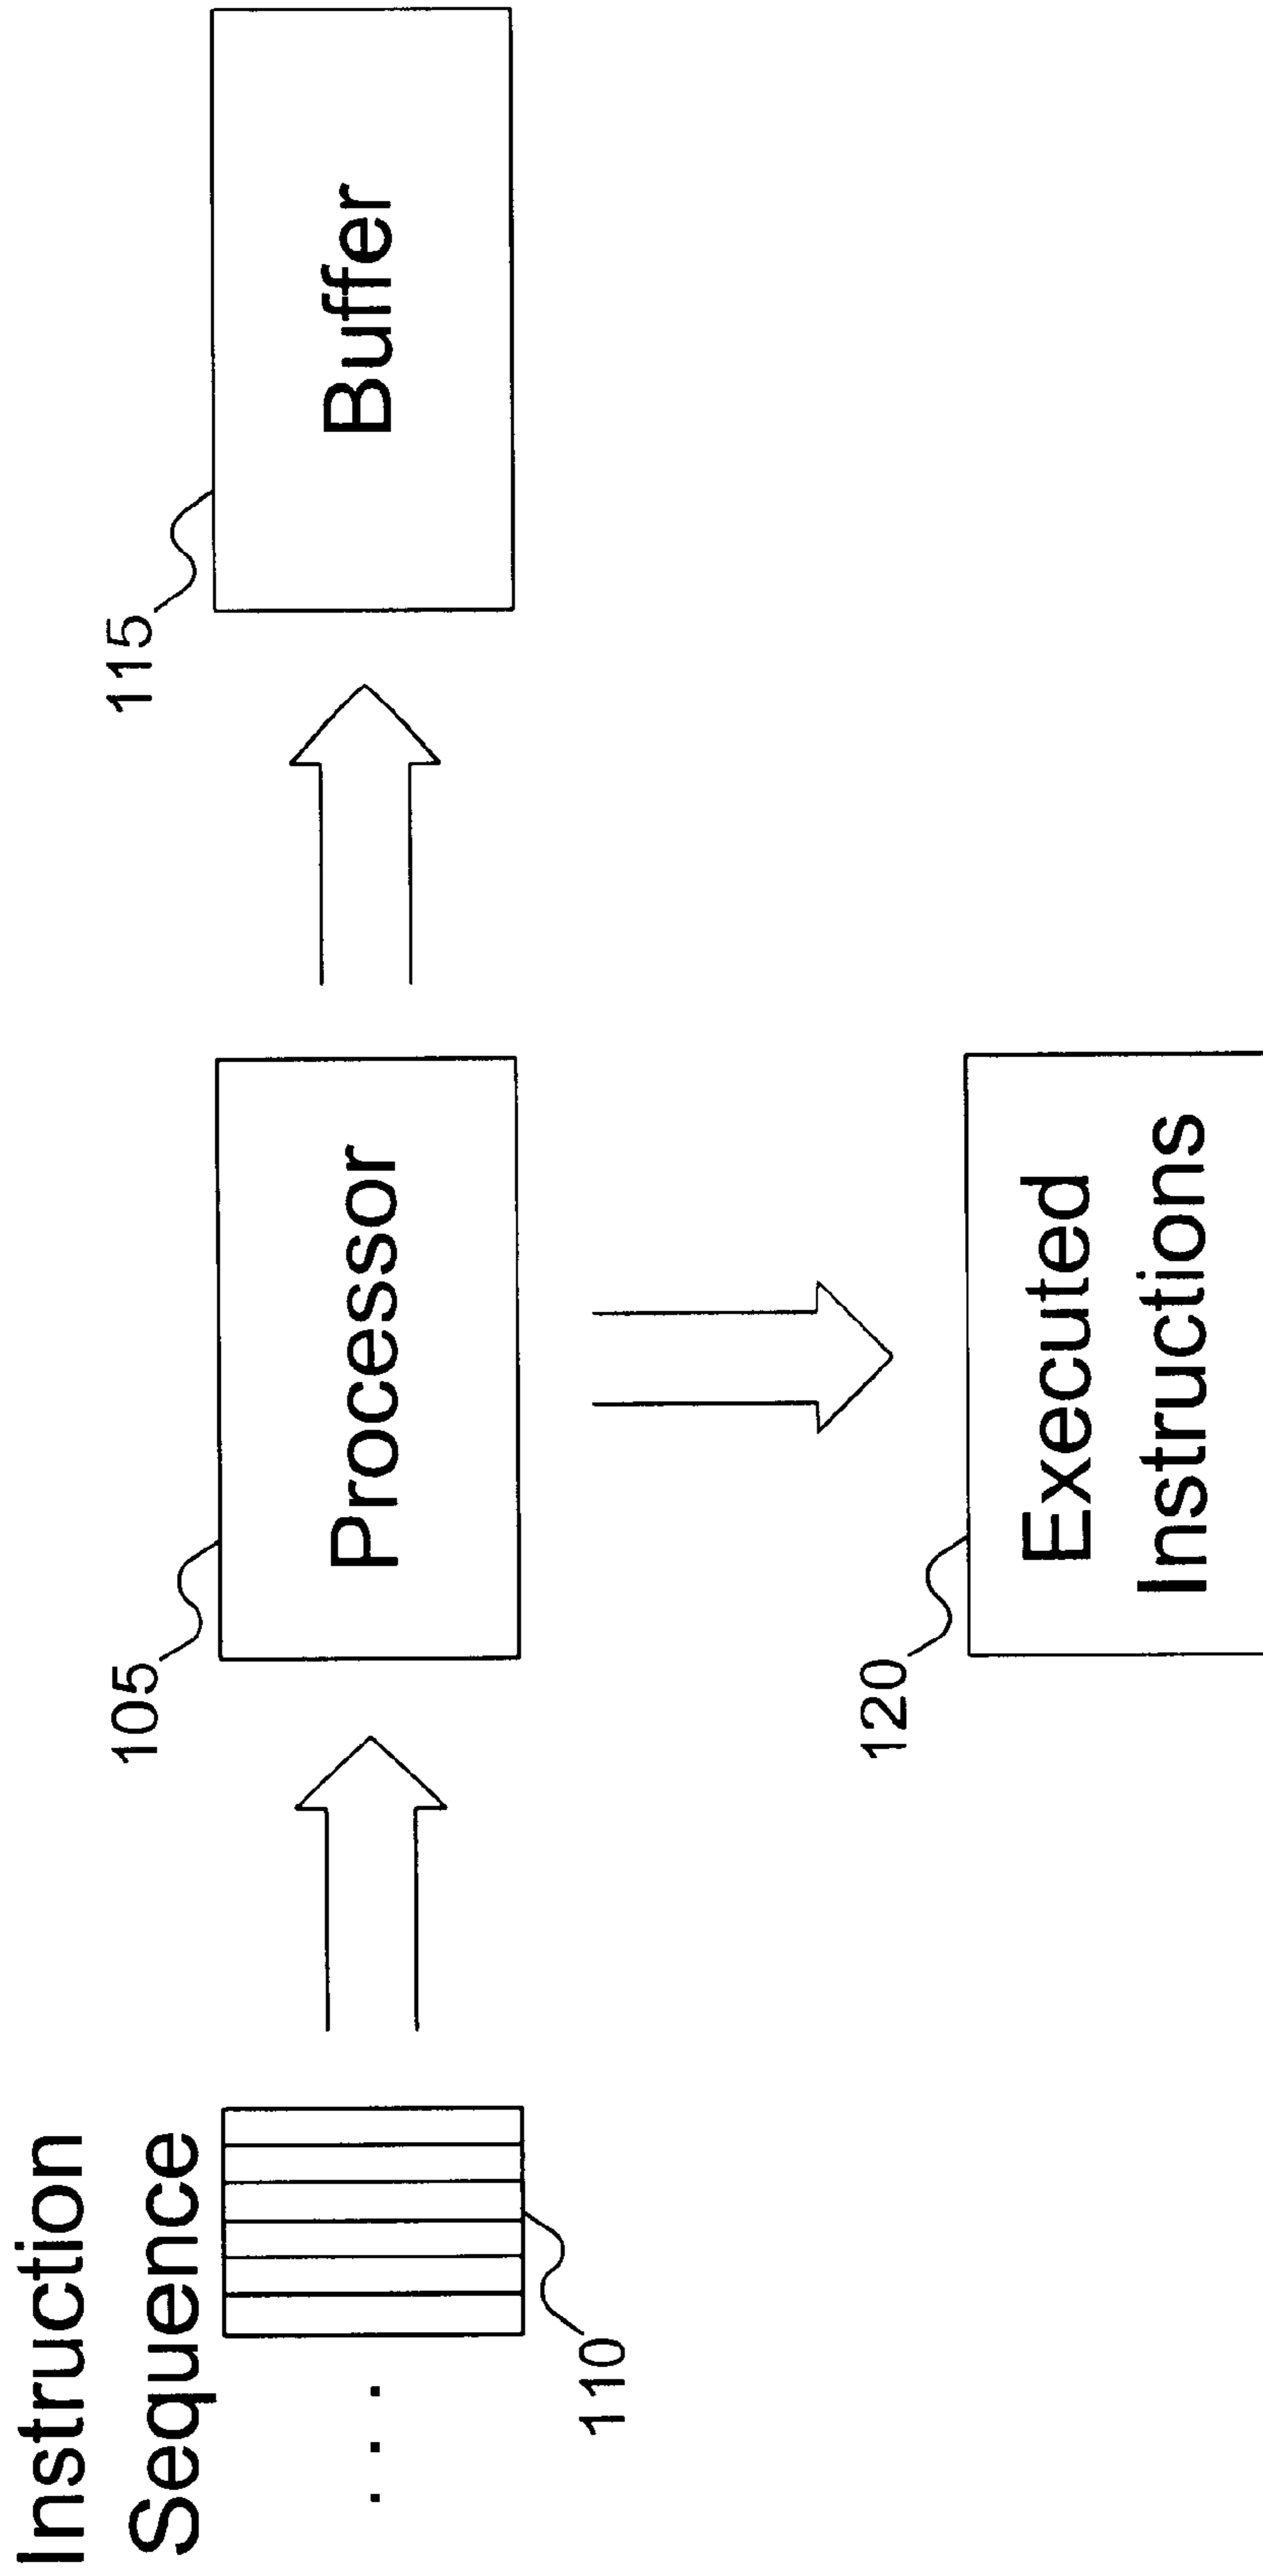 Instruction
Sequence
. . .
110
105
Processor
115
Buffer
120
Executed
Instructions